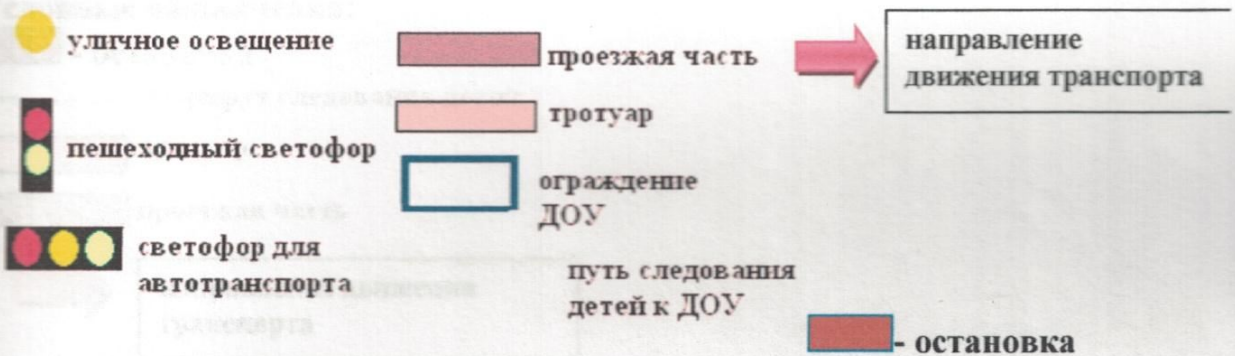 уличное освещение
пешеходный светофор
светофор для
автотранспорта
проезжая часть
тротуар
ограждение
ДОУ
путь следования
детей к ДОУ
направление
движения транспорта
- остановка